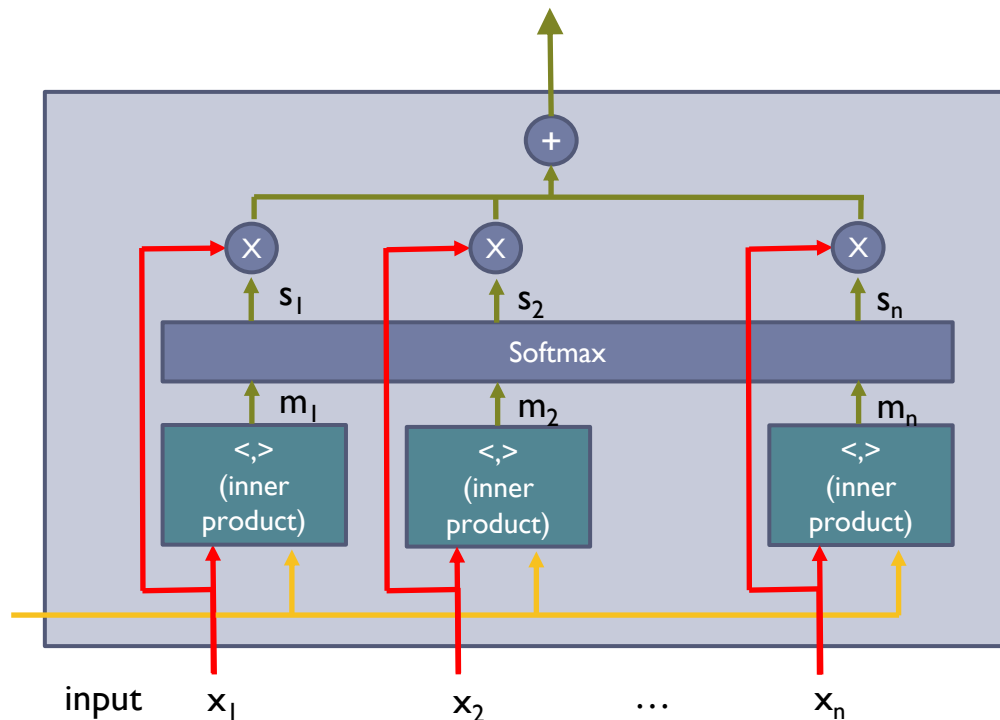 +
X X X
s1 s2 sn
Softmax
m1 m2 mn
<,> <,> <,>
(inner (inner (inner
product) product) product)
input x1 x2 … xn